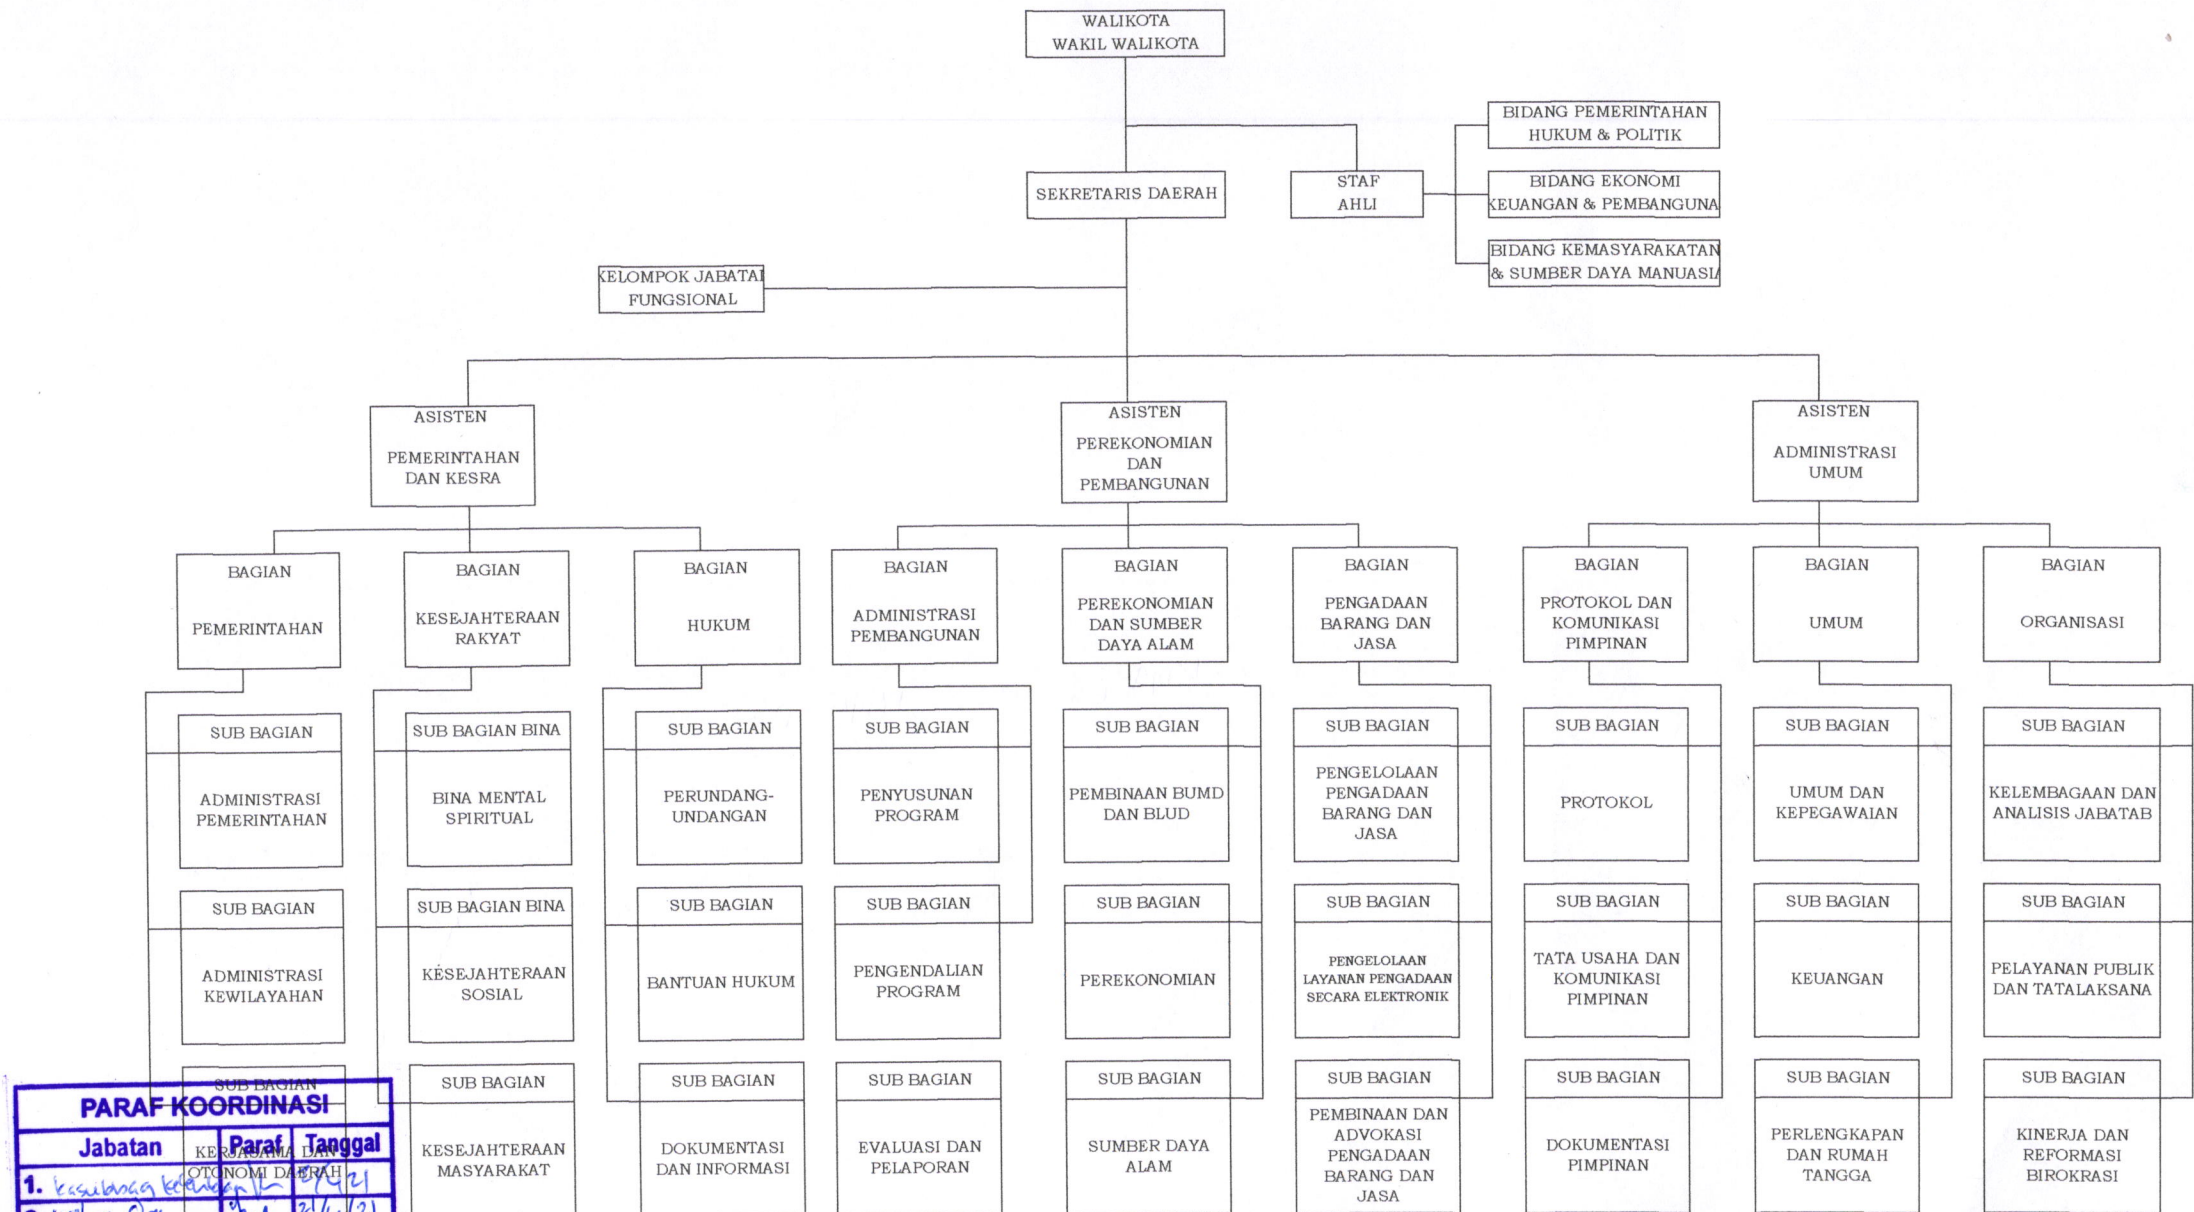 WALIKOTA
WAKIL WALIKOTA
BIDANG PEMERINTAHAN
HUKUM & POLITIK
SEKRETARIS DAERAH
STAF
AHLI
BIDANG EKONOMI
KEUANGAN & PEMBANGUNA
BIDANG KEMASYARAKATAN
& SUMBER DAYA MANUASIA
KELOMPOK JABATAN
FUNGSIONAL
ASISTEN
PEMERINTAHAN
DAN KESRA
ASISTEN
PEREKONOMIAN
DAN
PEMBANGUNAN
ASISTEN
ADMINISTRASI
UMUM
BAGIAN
PEMERINTAHAN
BAGIAN
KESEJAHTERAAN
RAKYAT
BAGIAN
HUKUM
BAGIAN
ADMINISTRASI
PEMBANGUNAN
BAGIAN
PEREKONOMIAN
DAN SUMBER
DAYA ALAM
BAGIAN
PENGADAAN
BARANG DAN
JASA
BAGIAN
PROTOKOL DAN
KOMUNIKASI
PIMPINAN
BAGIAN
UMUM
BAGIAN
ORGANISASI
SUB BAGIAN
ADMINISTRASI
PEMERINTAHAN
SUB BAGIAN BINA
BINA MENTAL
SPIRITUAL
SUB BAGIAN
PERUNDANG-
UNDANGAN
SUB BAGIAN
PENYUSUNAN
PROGRAM
SUB BAGIAN
PEMBINAAN BUMD
DAN BLUD
SUB BAGIAN
PENGELOLAAN
PENGADAAN
BARANG DAN
JASA
SUB BAGIAN
PROTOKOL
SUB BAGIAN
UMUM DAN
KEPEGAWAIAN
SUB BAGIAN
KELEMBAGAAN DAN
ANALISIS JABATAB
SUB BAGIAN
ADMINISTRASI
KEWILAYAHAN
SUB BAGIAN BINA
KESEJAHTERAAN
SOSIAL
SUB BAGIAN
BANTUAN HUKUM
SUB BAGIAN
PENGENDALIAN
PROGRAM
SUB BAGIAN
PEREKONOMIAN
SUB BAGIAN
PENGELOLAAN
LAYANAN PENGADAAN
SECARA ELEKTRONIK
SUB BAGIAN
TATA USAHA DAN
KOMUNIKASI
PIMPINAN
SUB BAGIAN
KEUANGAN
SUB BAGIAN
PELAYANAN PUBLIK
DAN TATALAKSANA
SUB BAGIAN
KERJASAMA DAN
OTONOMI DAERAH
SUB BAGIAN
KESEJAHTERAAN
MASYARAKAT
SUB BAGIAN
DOKUMENTASI
DAN INFORMASI
SUB BAGIAN
EVALUASI DAN
PELAPORAN
SUB BAGIAN
SUMBER DAYA
ALAM
SUB BAGIAN
PEMBINAAN DAN
ADVOKASI
PENGADAAN
BARANG DAN
JASA
SUB BAGIAN
DOKUMENTASI
PIMPINAN
SUB BAGIAN
PERLENGKAPAN
DAN RUMAH
TANGGA
SUB BAGIAN
KINERJA DAN
REFORMASI
BIROKRASI
PARAF KOORDINASI
Jabatan Paraf Tanggal
1.